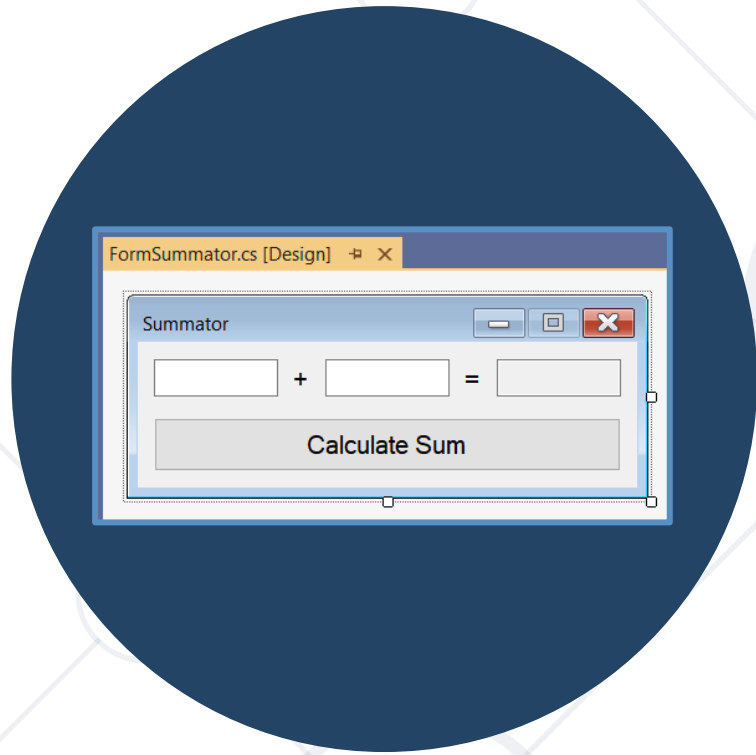 FormSummator.cs [Design]
Summator
+ =
Calculate Sum